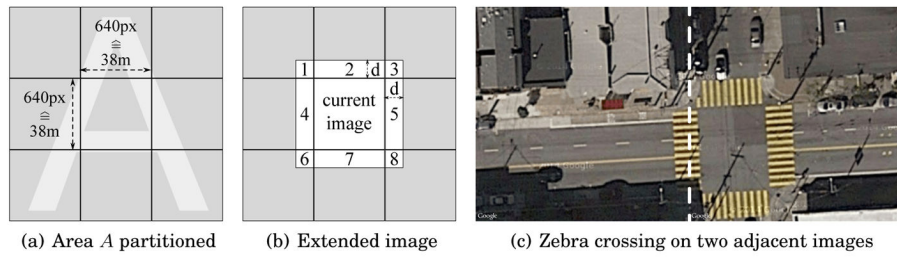 640px
≙
38m
640px
≙
38m
A
1 2 d 3
d
4 current image 5
6 7 8
Google
Google
(a) Area A partitioned
(b) Extended image
(c) Zebra crossing on two adjacent images